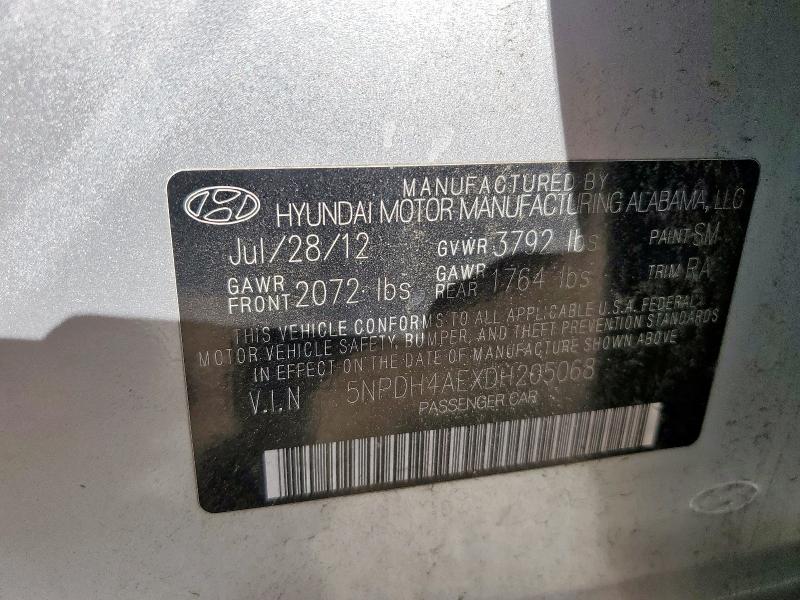 MANUFACTURED BY
HYUNDAI MOTOR MANUFACTURING ALABAMA, LLC
Jul/28/12 GVWR 3792 lbs PAINT SM
GAWR FRONT 2072 lbs GAWR REAR 1764 lbs TRIM RA
THIS VEHICLE CONFORMS TO ALL APPLICABLE U.S.A. FEDERAL
MOTOR VEHICLE SAFETY, BUMPER, AND THEFT PREVENTION STANDARDS
IN EFFECT ON THE DATE OF MANUFACTURE SHOWN ABOVE
V.I.N 5NPDH4AEXDH205068
PASSENGER CAR